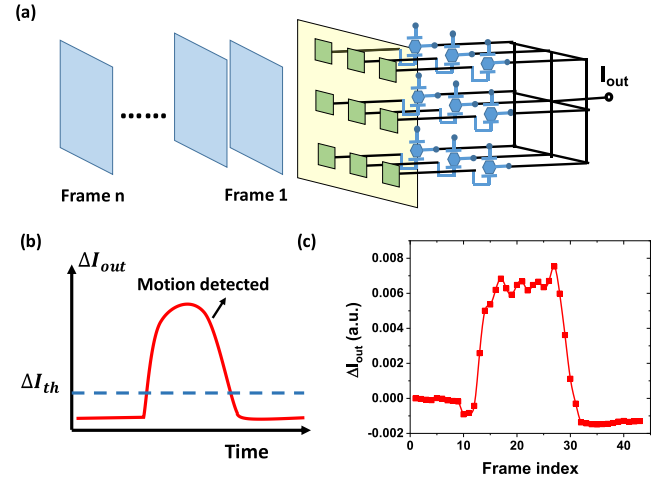 (a)
I_out
Frame n
Frame 1
(b)
ΔI_out
Motion detected
ΔI_th
Time
(c)
0.008
0.006
0.004
0.002
0.000
-0.002
ΔI_out (a.u.)
0 10 20 30 40
Frame index